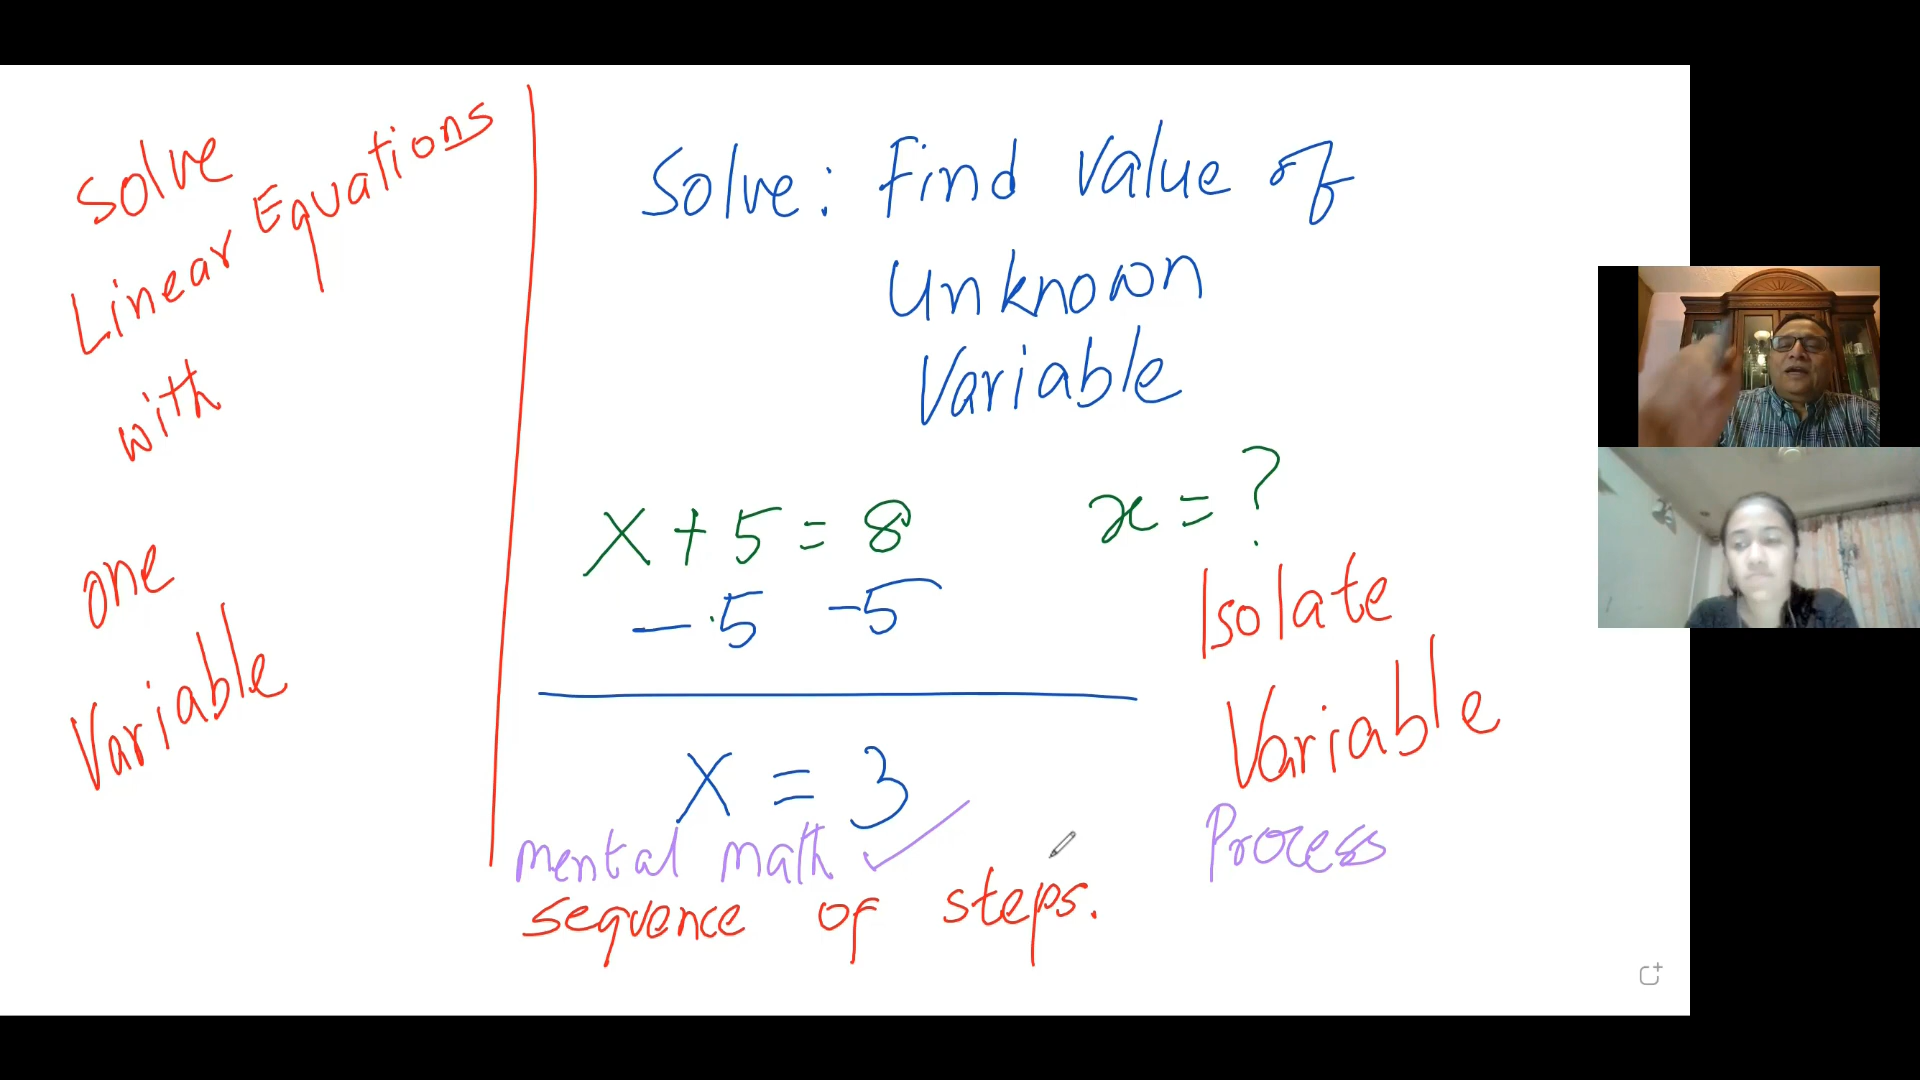 Solve
Linear Equations
with
one
Variable
Solve: Find value of
Unknown
Variable
x + 5 = 8
x = ?
- 5 -5
Isolate
Variable
x = 3
mental math ✓
Process
sequence of steps.